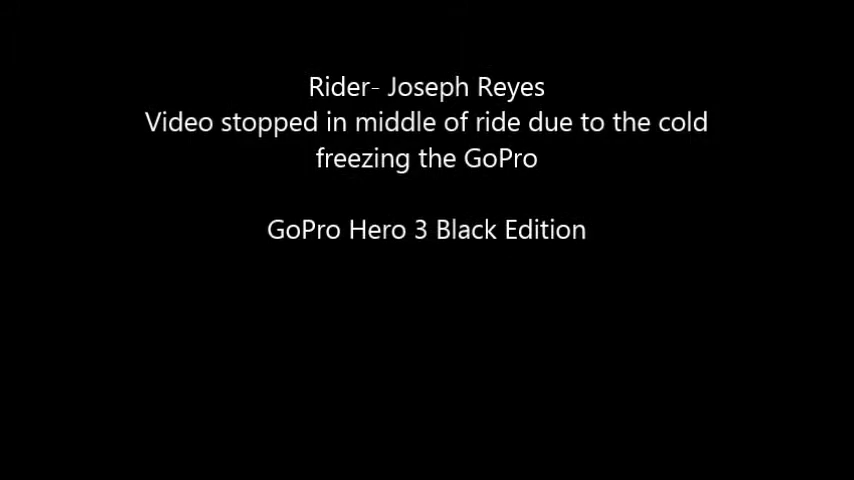 Rider- Joseph Reyes
Video stopped in middle of ride due to the cold
freezing the GoPro
GoPro Hero 3 Black Edition